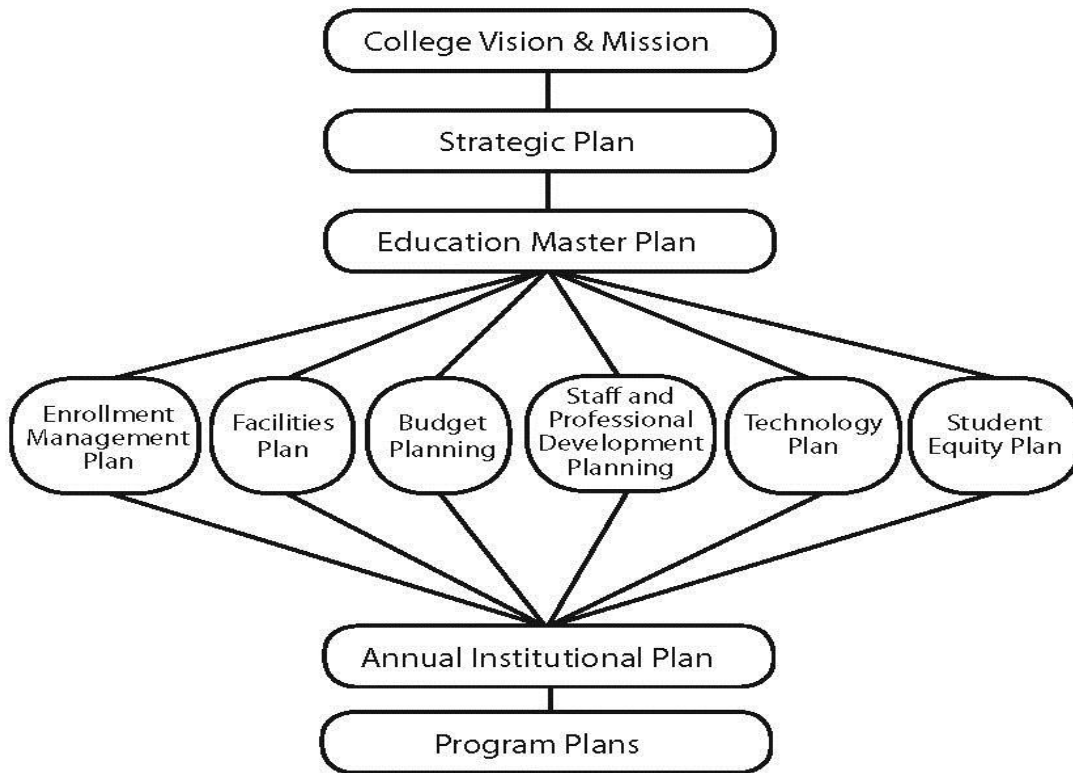 College Vision & Mission
Strategic Plan
Education Master Plan
Enrollment
Management
Plan
Facilities
Plan
Budget
Planning
Staff and
Professional
Development
Planning
Technology
Plan
Student
Equity Plan
Annual Institutional Plan
Program Plans